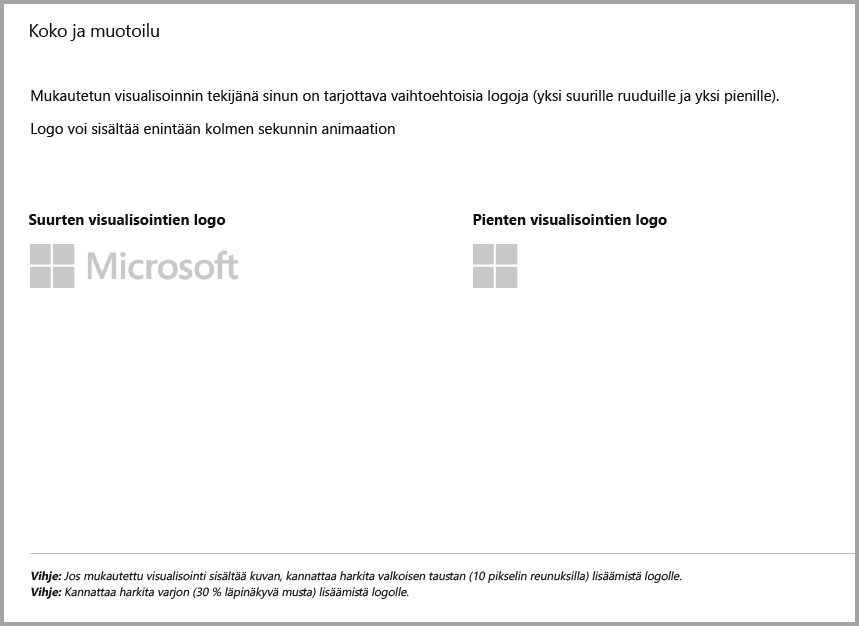 Koko ja muotoilu
Mukautetun visualisoinnin tekijänä sinun on tarjottava vaihtoehtoisia logoja (yksi suurille ruuduille ja yksi pienille).
Logo voi sisältää enintään kolmen sekunnin animaation
Suurten visualisointien logo
Pienten visualisointien logo
Microsoft
Vihje: Jos mukautettu visualisointi sisältää kuvan, kannattaa harkita valkoisen taustan (10 pikselin reunuksilla) lisäämistä logolle.
Vihje: Kannattaa harkita varjon (30 % läpinäkyvä musta) lisäämistä logolle.